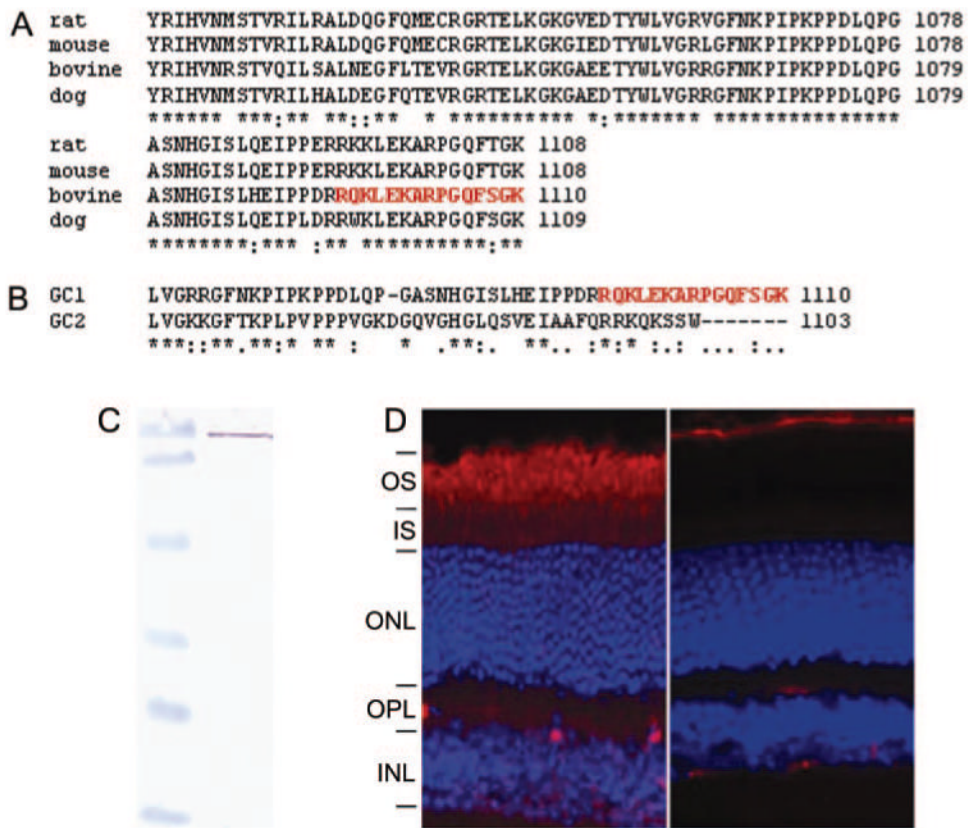 A
rat YRIHVNMSTVRILRALDQGFQMECRGRTELKGKGVEDTYWLVGRVGFNKPIPKPPDLQPG 1078
mouse YRIHVNMSTVRILRALDQGFQMECRGRTELKGKGIEDTYWLVGRLGFNKPIPKPPDLQPG 1078
bovine YRIHVNRSTVQILSALNEGFLTEVRGRTELKGKGAEETYWLVGRRGFNKPIPKPPDLQPG 1079
dog YRIHVNMSTVRILHALDEGFQTEVRGRTELKGKGAEDTYWLVGRRGFNKPIPKPPDLQPG 1079
****** ***:** **::**  * ********** *:******* ***************
rat ASNHGISLQEIPPERRKKLEKARPGQFTGK 1108
mouse ASNHGISLQEIPPERRKKLEKARPGQFTGK 1108
bovine ASNHGISLHEIPPDRRQKLEKARPGQFSGK 1110
dog ASNHGISLQEIPLDRRWKLEKARPGQFSGK 1109
********:*** :** **********:**
B
GC1 LVGRRGFNKPIPKPPDLQP-GASNHGISLHEIPPDRRQKLEKARPGQFSGK 1110
GC2 LVGKKGFTKPLPVPPPVGKDGQVGHGLQSVEIAAFQRRKQKSSW------- 1103
***::**.**:* ** :   *  .**:.  **.. :*:* :.:. ... :..
C
D
OS
IS
ONL
OPL
INL